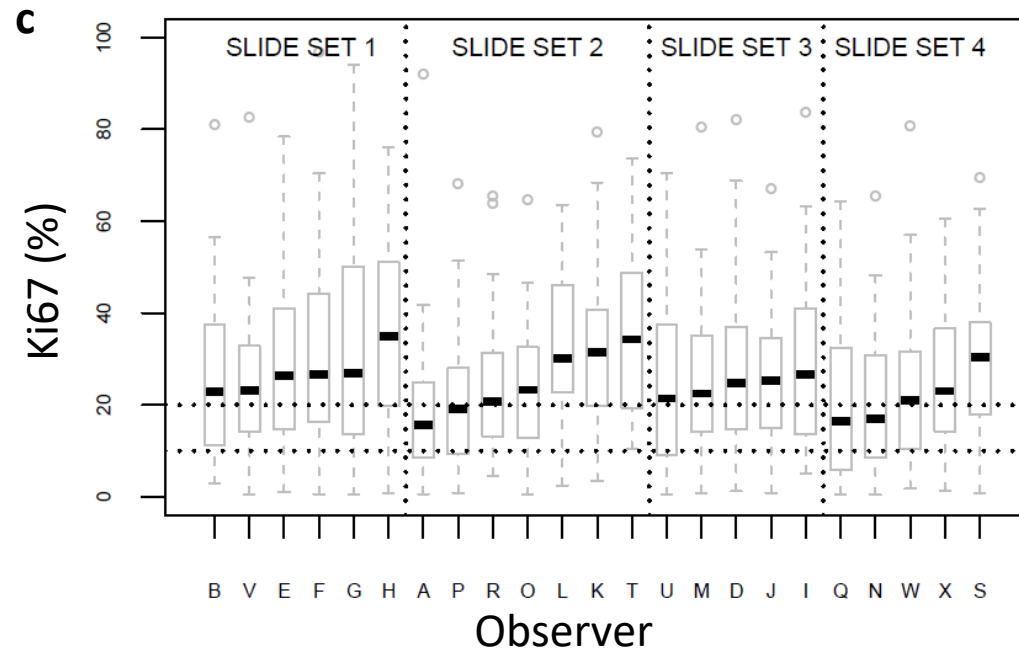 c
SLIDE SET 1 SLIDE SET 2 SLIDE SET 3 SLIDE SET 4
100
80
60
40
20
0
Ki67 (%)
B V E F G H A P R O L K T U M D J I Q N W X S
Observer